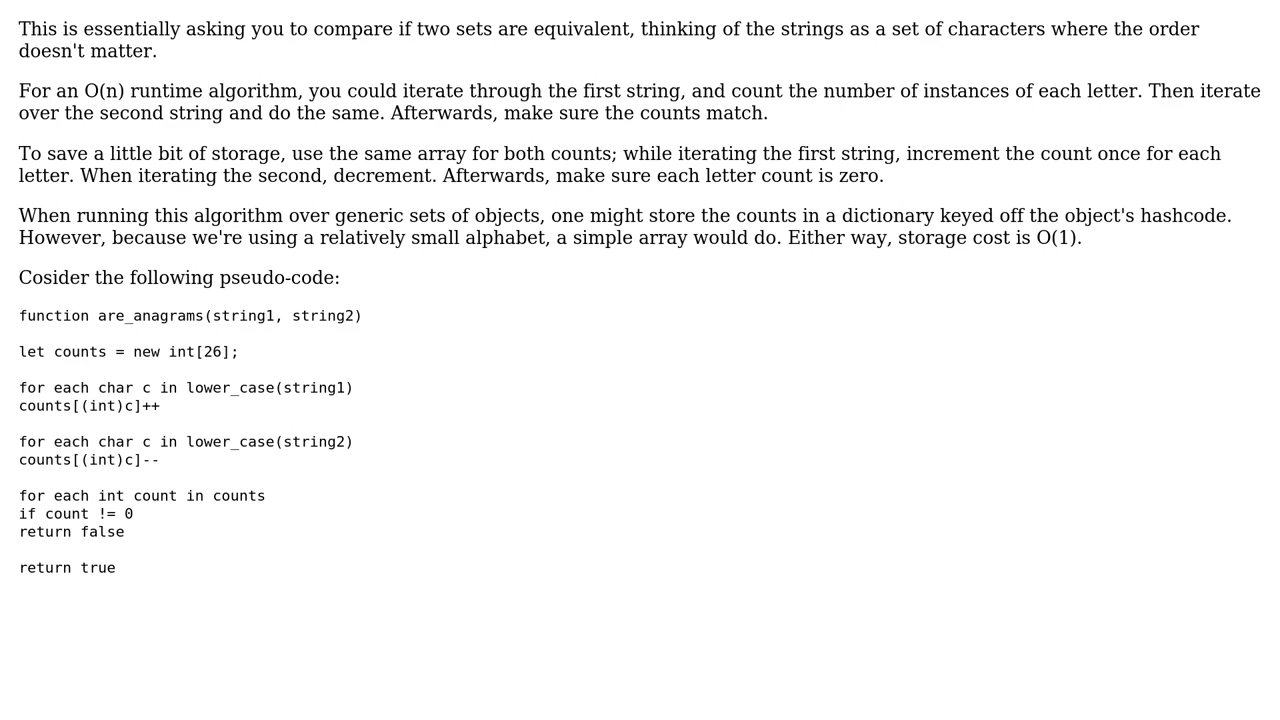 This is essentially asking you to compare if two sets are equivalent, thinking of the strings as a set of characters where the order
doesn't matter.
For an O(n) runtime algorithm, you could iterate through the first string, and count the number of instances of each letter. Then iterate
over the second string and do the same. Afterwards, make sure the counts match.
To save a little bit of storage, use the same array for both counts; while iterating the first string, increment the count once for each
letter. When iterating the second, decrement. Afterwards, make sure each letter count is zero.
When running this algorithm over generic sets of objects, one might store the counts in a dictionary keyed off the object's hashcode.
However, because we're using a relatively small alphabet, a simple array would do. Either way, storage cost is O(1).
Cosider the following pseudo-code:
function are_anagrams(string1, string2)
let counts = new int[26];
for each char c in lower_case(string1)
counts[(int)c]++
for each char c in lower_case(string2)
counts[(int)c]--
for each int count in counts
if count != 0
return false
return true